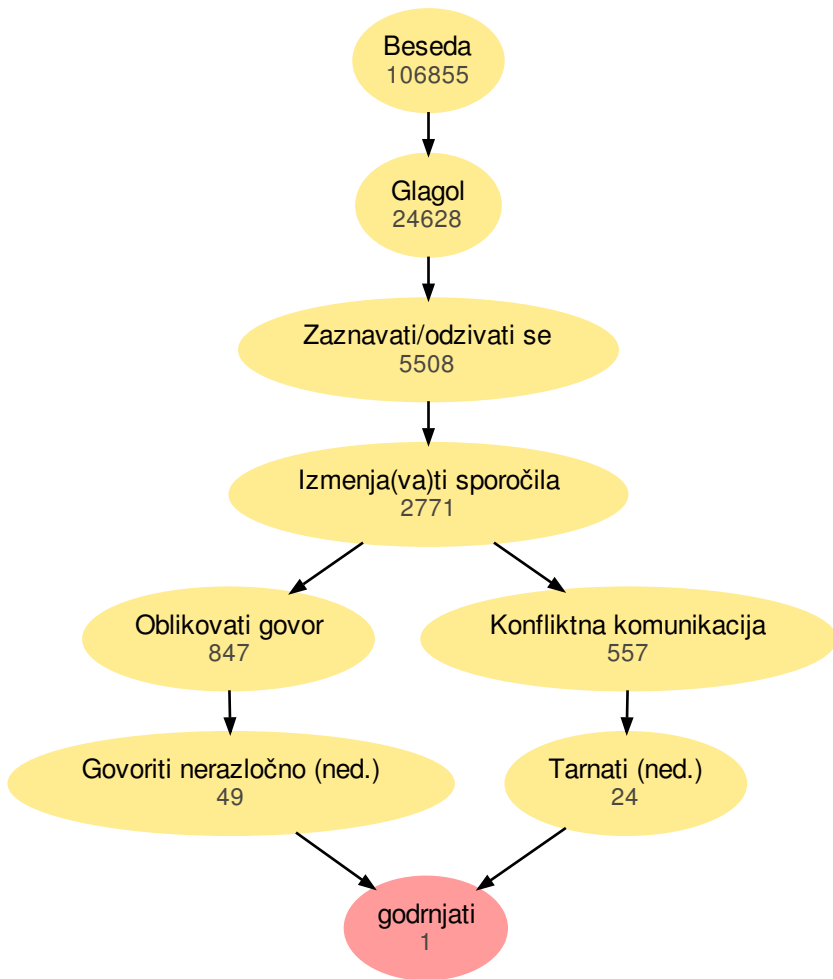 Beseda
106855
Glagol
24628
Zaznavati/odzivati se
5508
Izmenja(va)ti sporočila
2771
Oblikovati govor
847
Konfliktna komunikacija
557
Govoriti nerazločno (ned.)
49
Tarnati (ned.)
24
godrnjati
1